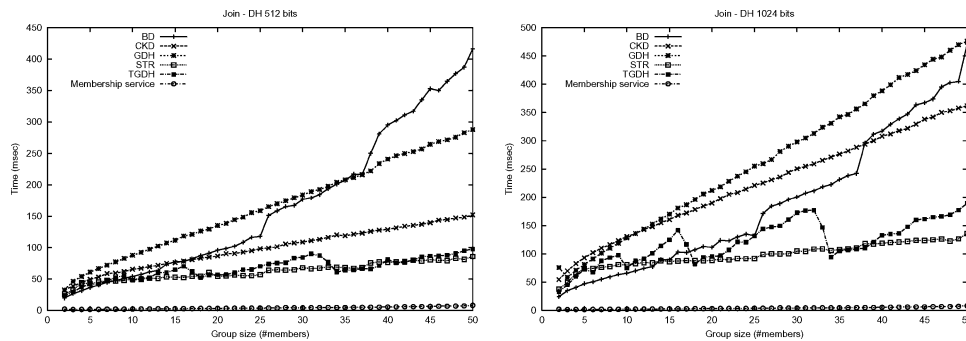 Join - DH 512 bits
Time (msec)
450
400
350
300
250
200
150
100
50
0
BD
CKD
GDH
STR
TGDH
Membership service
0 5 10 15 20 25 30 35 40 45 50
Group size (#members)
Join - DH 1024 bits
Time (msec)
500
450
400
350
300
250
200
150
100
50
0
BD
CKD
GDH
STR
TGDH
Membership service
0 5 10 15 20 25 30 35 40 45 50
Group size (#members)